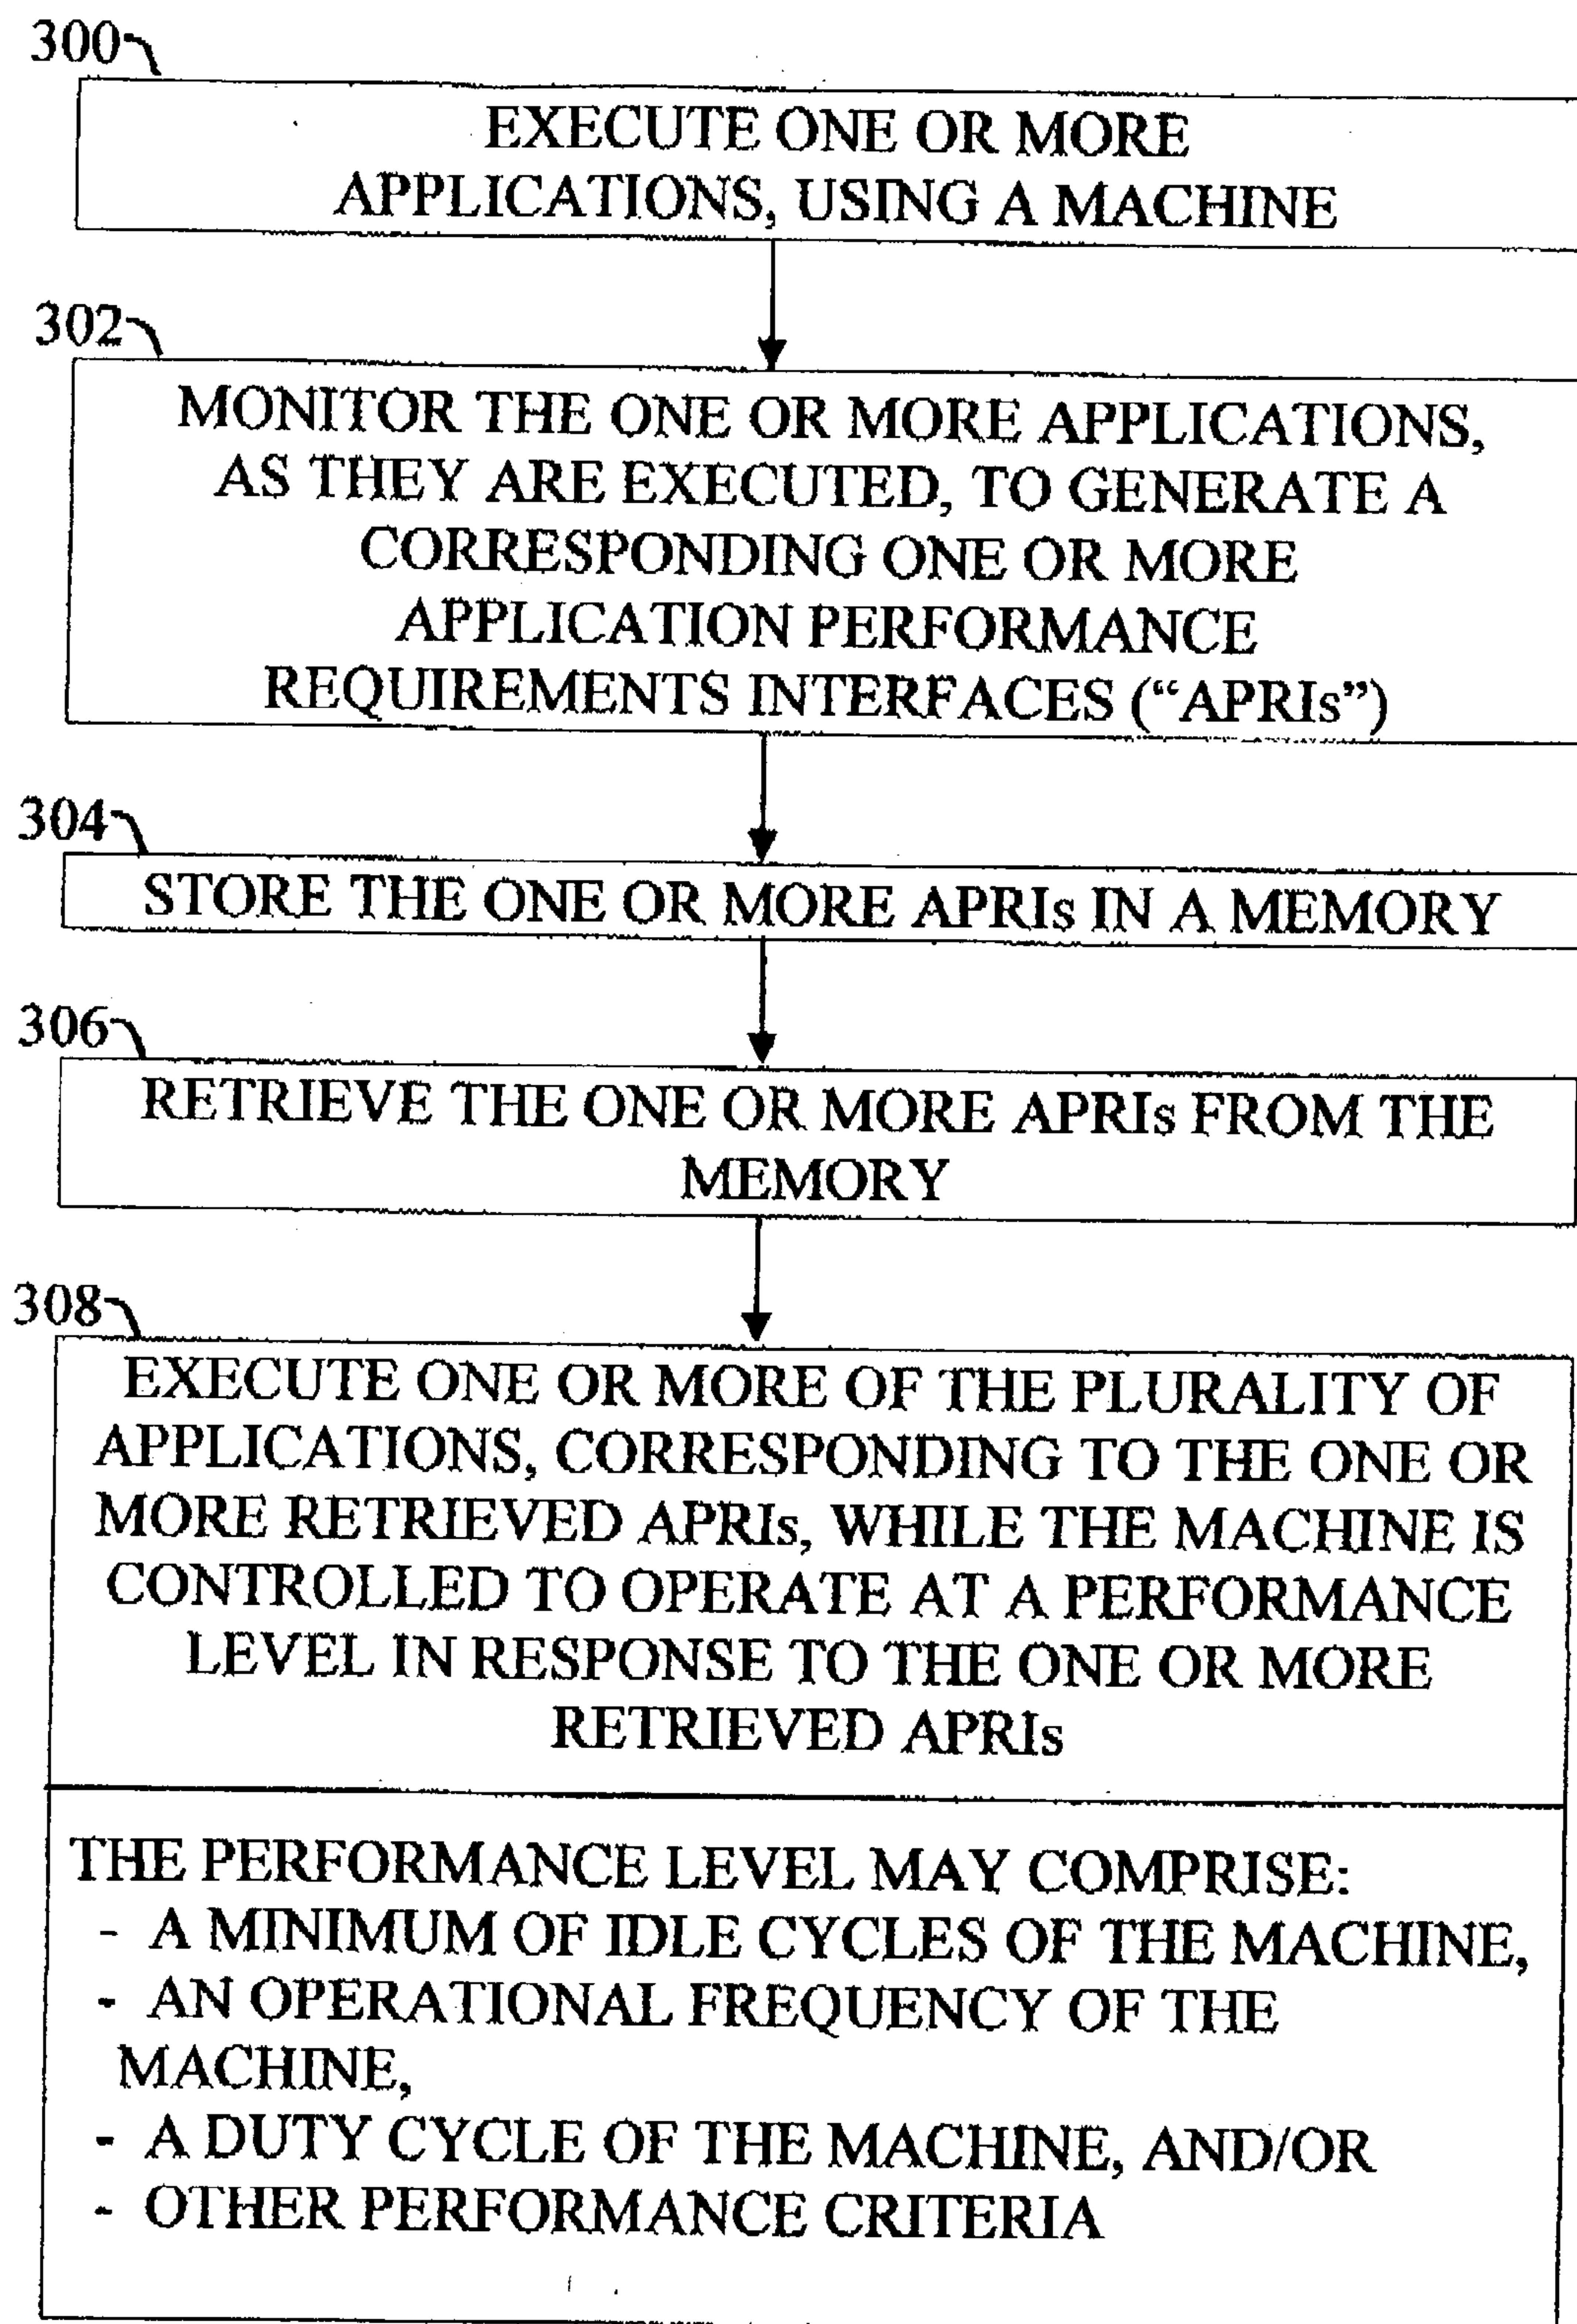 300
EXECUTE ONE OR MORE
APPLICATIONS, USING A MACHINE
302
MONITOR THE ONE OR MORE APPLICATIONS,
AS THEY ARE EXECUTED, TO GENERATE A
CORRESPONDING ONE OR MORE
APPLICATION PERFORMANCE
REQUIREMENTS INTERFACES (“APRIs”)
304
STORE THE ONE OR MORE APRIs IN A MEMORY
306
RETRIEVE THE ONE OR MORE APRIs FROM THE
MEMORY
308
EXECUTE ONE OR MORE OF THE PLURALITY OF
APPLICATIONS, CORRESPONDING TO THE ONE OR
MORE RETRIEVED APRIs, WHILE THE MACHINE IS
CONTROLLED TO OPERATE AT A PERFORMANCE
LEVEL IN RESPONSE TO THE ONE OR MORE
RETRIEVED APRIs
THE PERFORMANCE LEVEL MAY COMPRISE:
- A MINIMUM OF IDLE CYCLES OF THE MACHINE,
- AN OPERATIONAL FREQUENCY OF THE
MACHINE,
- A DUTY CYCLE OF THE MACHINE, AND/OR
- OTHER PERFORMANCE CRITERIA